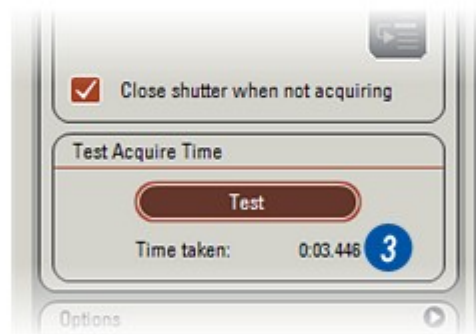 Close shutter when not acquiring
Test Acquire Time
Test
Time taken: 0:03.446 3
Options